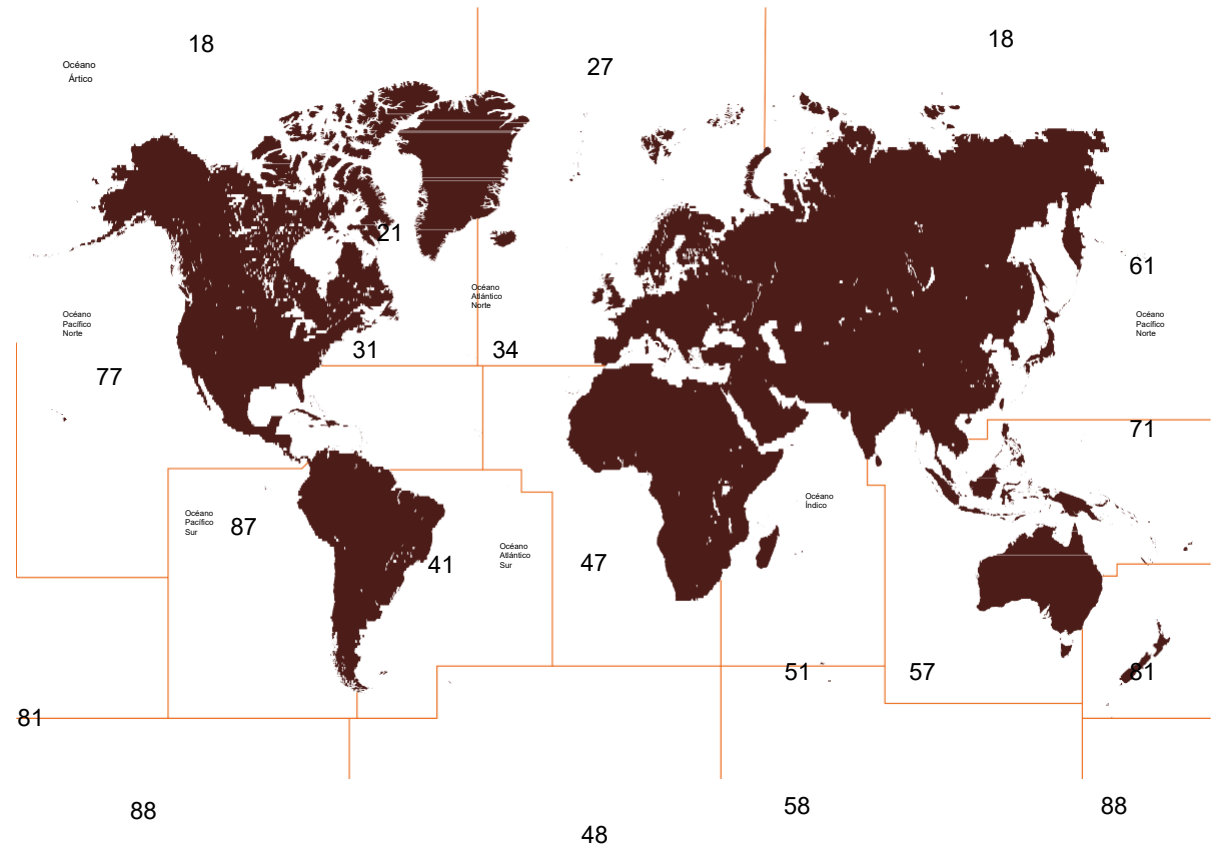 18
18
27
Océano
Ártico
21
61
Océano
Atlántico
Norte
Océano
Pacífico
Norte
Océano
Pacífico
Norte
31
34
77
71
Océano
Índico
Océano
Pacífico
Sur
87
Océano
Atlántico
Sur
41
47
51
57
81
81
88
58
88
48